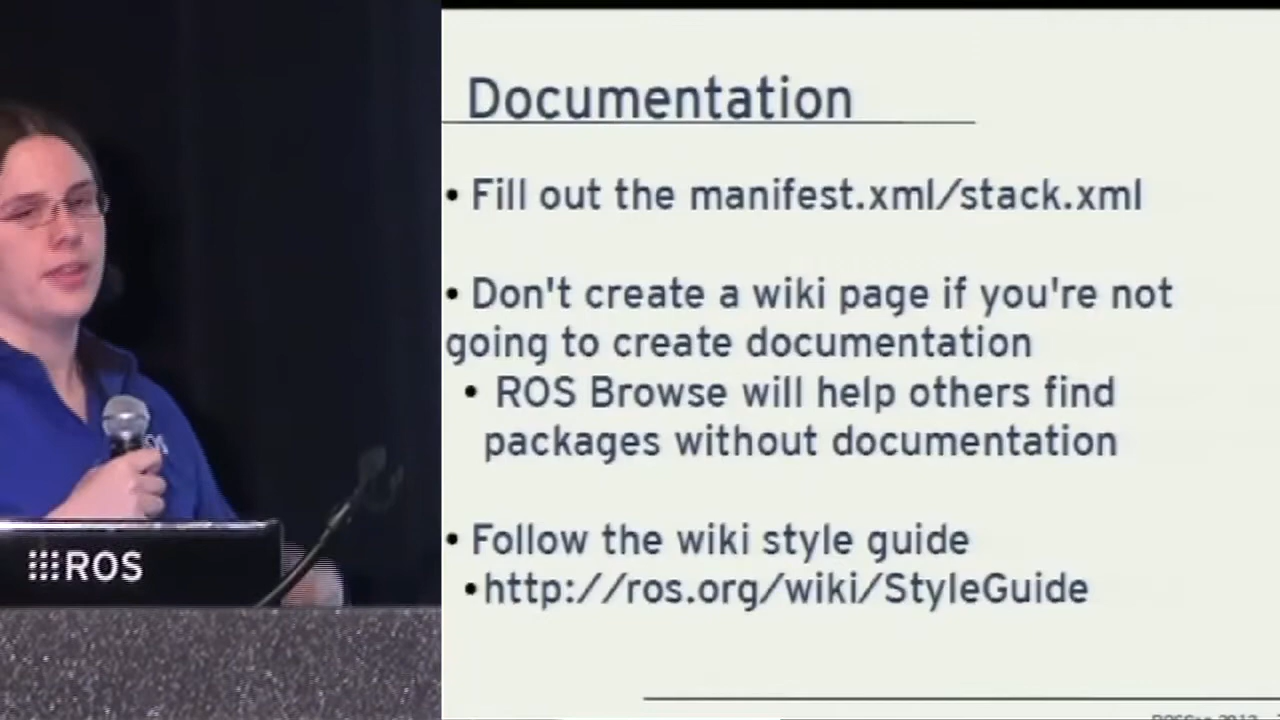 Documentation
• Fill out the manifest.xml/stack.xml
• Don't create a wiki page if you're not
going to create documentation
• ROS Browse will help others find
packages without documentation
• Follow the wiki style guide
•http://ros.org/wiki/StyleGuide
ROS